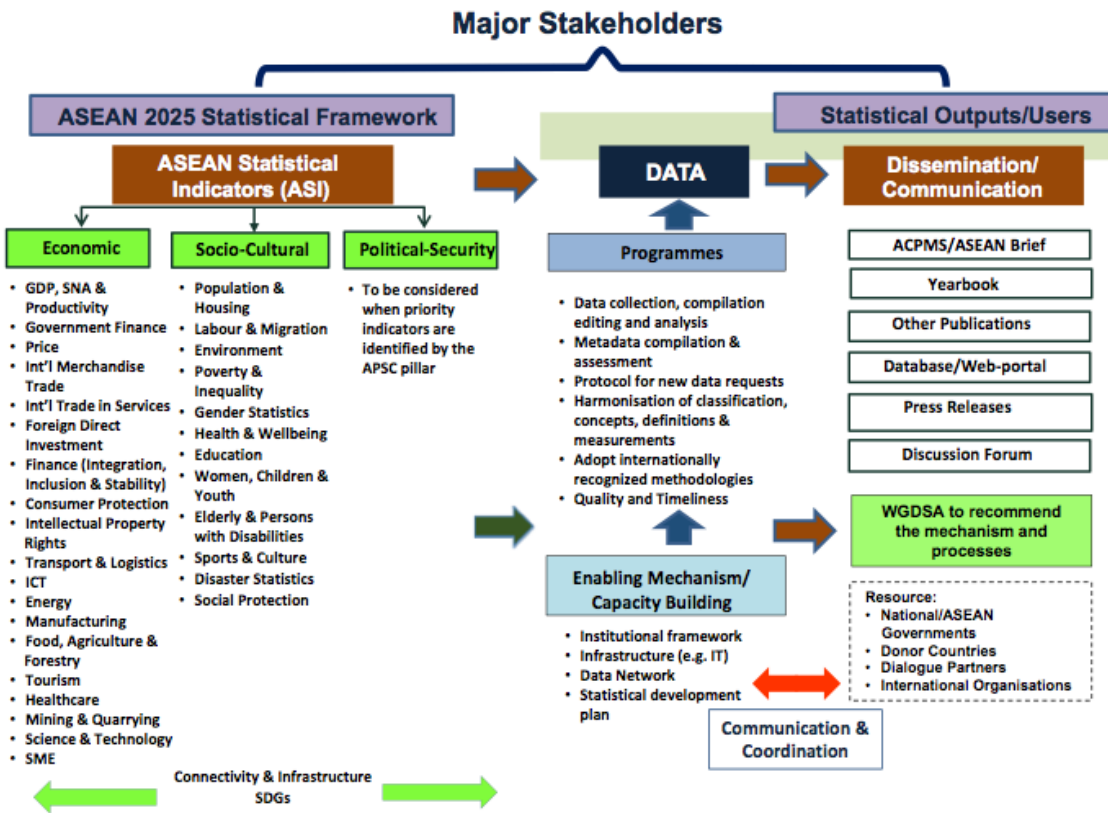 Major Stakeholders
ASEAN 2025 Statistical Framework
Statistical Outputs/Users
ASEAN Statistical
Indicators (ASI)
DATA
Dissemination/
Communication
Economic
• GDP, SNA &
Productivity
• Government Finance
• Price
• Int'l Merchandise
Trade
• Int'l Trade in Services
• Foreign Direct
Investment
• Finance (Integration,
Inclusion & Stability)
• Consumer Protection
• Intellectual Property
Rights
• Transport & Logistics
• ICT
• Energy
• Manufacturing
• Food, Agriculture &
Forestry
• Tourism
• Healthcare
• Mining & Quarrying
• Science & Technology
• SME
Socio-Cultural
• Population &
Housing
• Labour & Migration
• Environment
• Poverty &
Inequality
• Gender Statistics
• Health & Wellbeing
• Education
• Women, Children &
Youth
• Elderly & Persons
with Disabilities
• Sports & Culture
• Disaster Statistics
• Social Protection
Political-Security
• To be considered
when priority
indicators are
identified by the
APSC pillar
Connectivity & Infrastructure
SDGs
Programmes
• Data collection, compilation
editing and analysis
• Metadata compilation &
assessment
• Protocol for new data requests
• Harmonisation of classification,
concepts, definitions &
measurements
• Adopt internationally
recognized methodologies
• Quality and Timeliness
Enabling Mechanism/
Capacity Building
• Institutional framework
• Infrastructure (e.g. IT)
• Data Network
• Statistical development
plan
Communication &
Coordination
ACPMS/ASEAN Brief
Yearbook
Other Publications
Database/Web-portal
Press Releases
Discussion Forum
WGDSA to recommend
the mechanism and
processes
Resource:
• National/ASEAN
Governments
• Donor Countries
• Dialogue Partners
• International Organisations